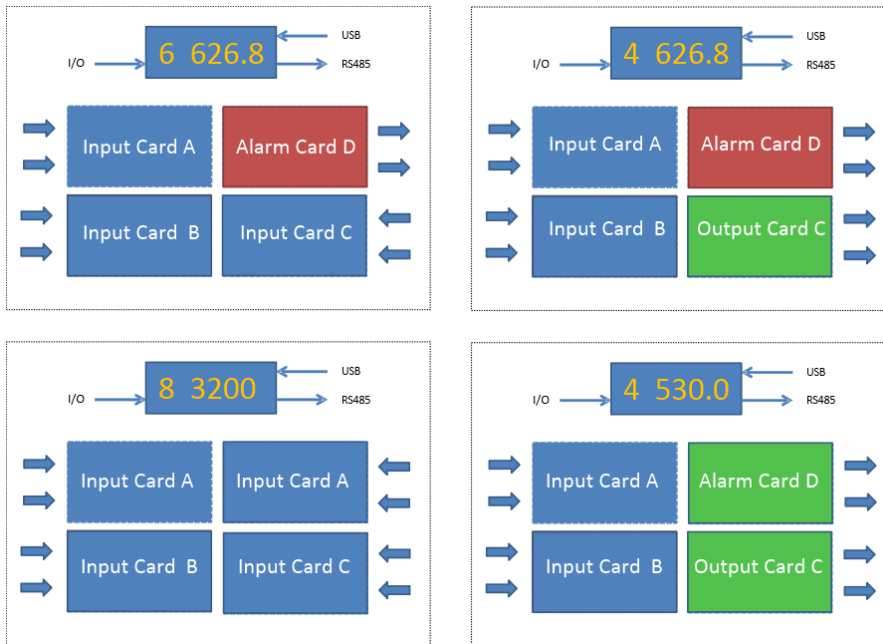 USB
6 626.8
I/O
RS485
Input Card A
Alarm Card D
Input Card B
Input Card C
USB
4 626.8
I/O
RS485
Input Card A
Alarm Card D
Input Card B
Output Card C
USB
8 3200
I/O
RS485
Input Card A
Input Card A
Input Card B
Input Card C
USB
4 530.0
I/O
RS485
Input Card A
Alarm Card D
Input Card B
Output Card C